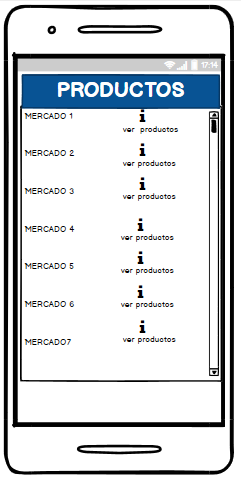 17:14
PRODUCTOS
MERCADO 1
i
ver productos
MERCADO 2
i
ver productos
MERCADO 3
i
ver productos
MERCADO 4
i
ver productos
MERCADO 5
i
ver productos
MERCADO 6
i
ver productos
MERCADO7
i
ver productos